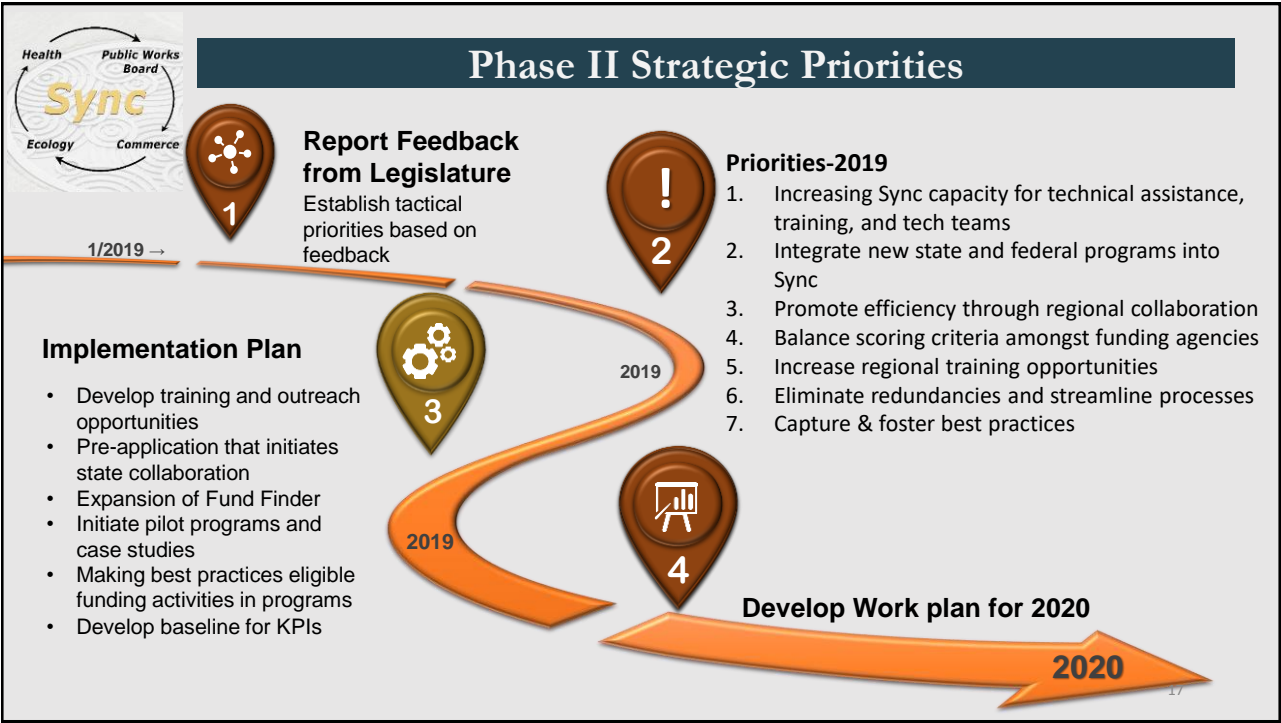 Health
Public Works
Board
Sync
Ecology
Commerce
Phase II Strategic Priorities
1
Report Feedback
from Legislature
Establish tactical
priorities based on
feedback
1/2019 →
!
2
Priorities-2019
1. Increasing Sync capacity for technical assistance,
training, and tech teams
2. Integrate new state and federal programs into
Sync
3. Promote efficiency through regional collaboration
4. Balance scoring criteria amongst funding agencies
5. Increase regional training opportunities
6. Eliminate redundancies and streamline processes
7. Capture & foster best practices
2019
3
Implementation Plan
• Develop training and outreach
opportunities
• Pre-application that initiates
state collaboration
• Expansion of Fund Finder
• Initiate pilot programs and
case studies
• Making best practices eligible
funding activities in programs
• Develop baseline for KPIs
2019
4
Develop Work plan for 2020
2020
17